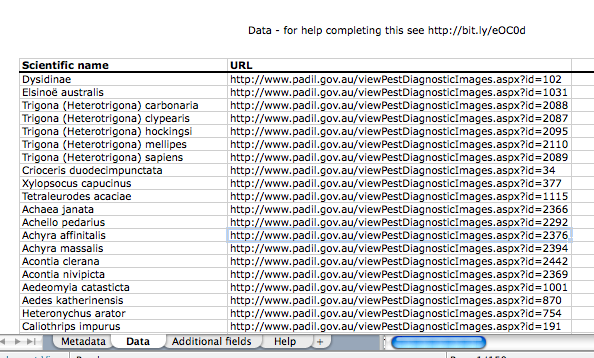 Data - for help completing this see http://bit.ly/eOC0d
Scientific name URL
Dysidinae http://www.padil.gov.au/viewPestDiagnosticImages.aspx?id=102
Elsinoë australis http://www.padil.gov.au/viewPestDiagnosticImages.aspx?id=1031
Trigona (Heterotrigona) carbonaria http://www.padil.gov.au/viewPestDiagnosticImages.aspx?id=2088
Trigona (Heterotrigona) clypearis http://www.padil.gov.au/viewPestDiagnosticImages.aspx?id=2087
Trigona (Heterotrigona) hockingsi http://www.padil.gov.au/viewPestDiagnosticImages.aspx?id=2095
Trigona (Heterotrigona) mellipes http://www.padil.gov.au/viewPestDiagnosticImages.aspx?id=2110
Trigona (Heterotrigona) sapiens http://www.padil.gov.au/viewPestDiagnosticImages.aspx?id=2089
Crioceris duodecimpunctata http://www.padil.gov.au/viewPestDiagnosticImages.aspx?id=34
Xylopsocus capucinus http://www.padil.gov.au/viewPestDiagnosticImages.aspx?id=377
Tetraleurodes acaciae http://www.padil.gov.au/viewPestDiagnosticImages.aspx?id=1115
Achaea janata http://www.padil.gov.au/viewPestDiagnosticImages.aspx?id=2366
Achelio pedarius http://www.padil.gov.au/viewPestDiagnosticImages.aspx?id=2292
Achyra affinitalis http://www.padil.gov.au/viewPestDiagnosticImages.aspx?id=2376
Achyra massalis http://www.padil.gov.au/viewPestDiagnosticImages.aspx?id=2394
Acontia clerana http://www.padil.gov.au/viewPestDiagnosticImages.aspx?id=2442
Acontia nivipicta http://www.padil.gov.au/viewPestDiagnosticImages.aspx?id=2369
Aedeomyia catasticta http://www.padil.gov.au/viewPestDiagnosticImages.aspx?id=1001
Aedes katherinensis http://www.padil.gov.au/viewPestDiagnosticImages.aspx?id=870
Heteronychus arator http://www.padil.gov.au/viewPestDiagnosticImages.aspx?id=754
Caliothrips impurus http://www.padil.gov.au/viewPestDiagnosticImages.aspx?id=191
Metadata Data Additional fields Help +